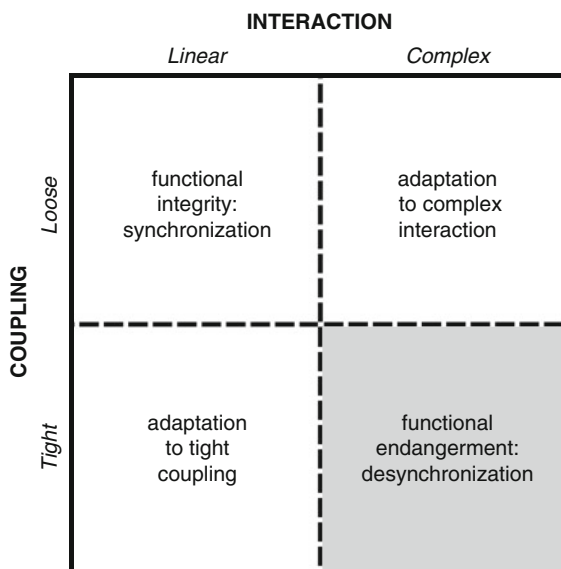 INTERACTION
Linear
Complex
COUPLING
Loose
functional
integrity:
synchronization
adaptation
to complex
interaction
Tight
adaptation
to tight
coupling
functional
endangerment:
desynchronization